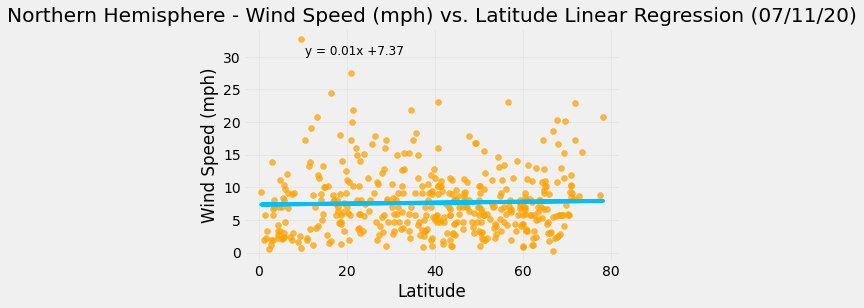 Northern Hemisphere - Wind Speed (mph) vs. Latitude Linear Regression (07/11/20)
y = 0.01x +7.37
30
25
20
15
10
5
0
Wind Speed (mph)
0 20 40 60 80
Latitude